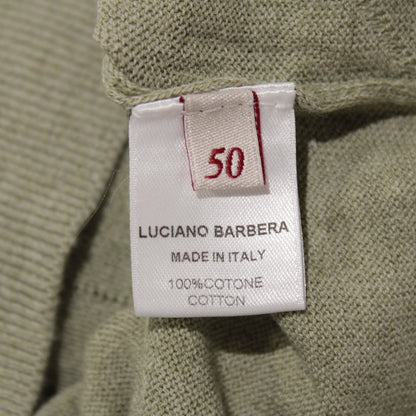 50
LUCIANO BARBERA
MADE IN ITALY
100%COTONE
COTTON